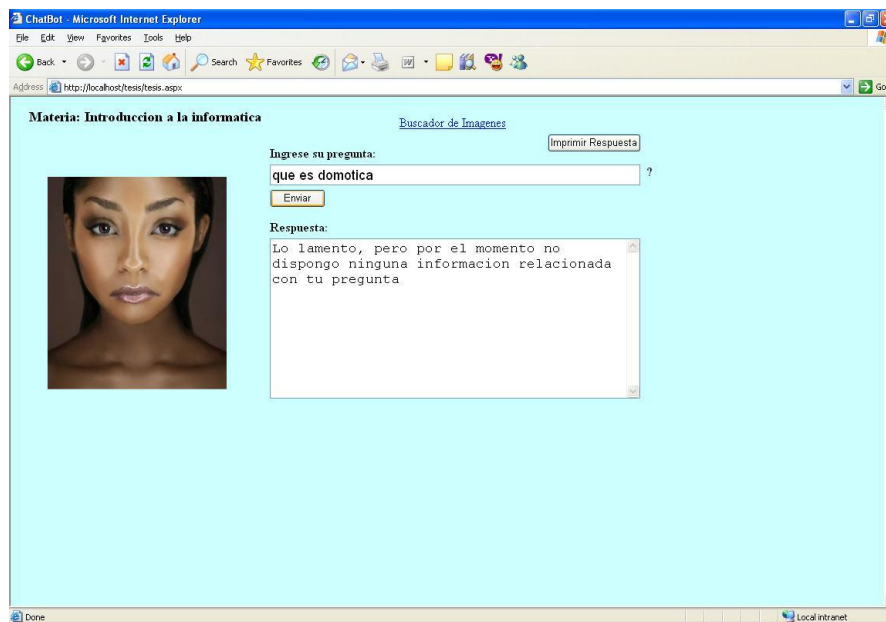 ChatBot - Microsoft Internet Explorer
File Edit View Favorites Tools Help
Back Search Favorites
Address http://localhost/tesis/tesis.aspx Go
Materia: Introduccion a la informatica
Buscador de Imagenes
Imprimir Respuesta
Ingrese su pregunta:
que es domotica ?
Enviar
Respuesta:
Lo lamento, pero por el momento no
dispongo ninguna informacion relacionada
con tu pregunta
Done Local intranet